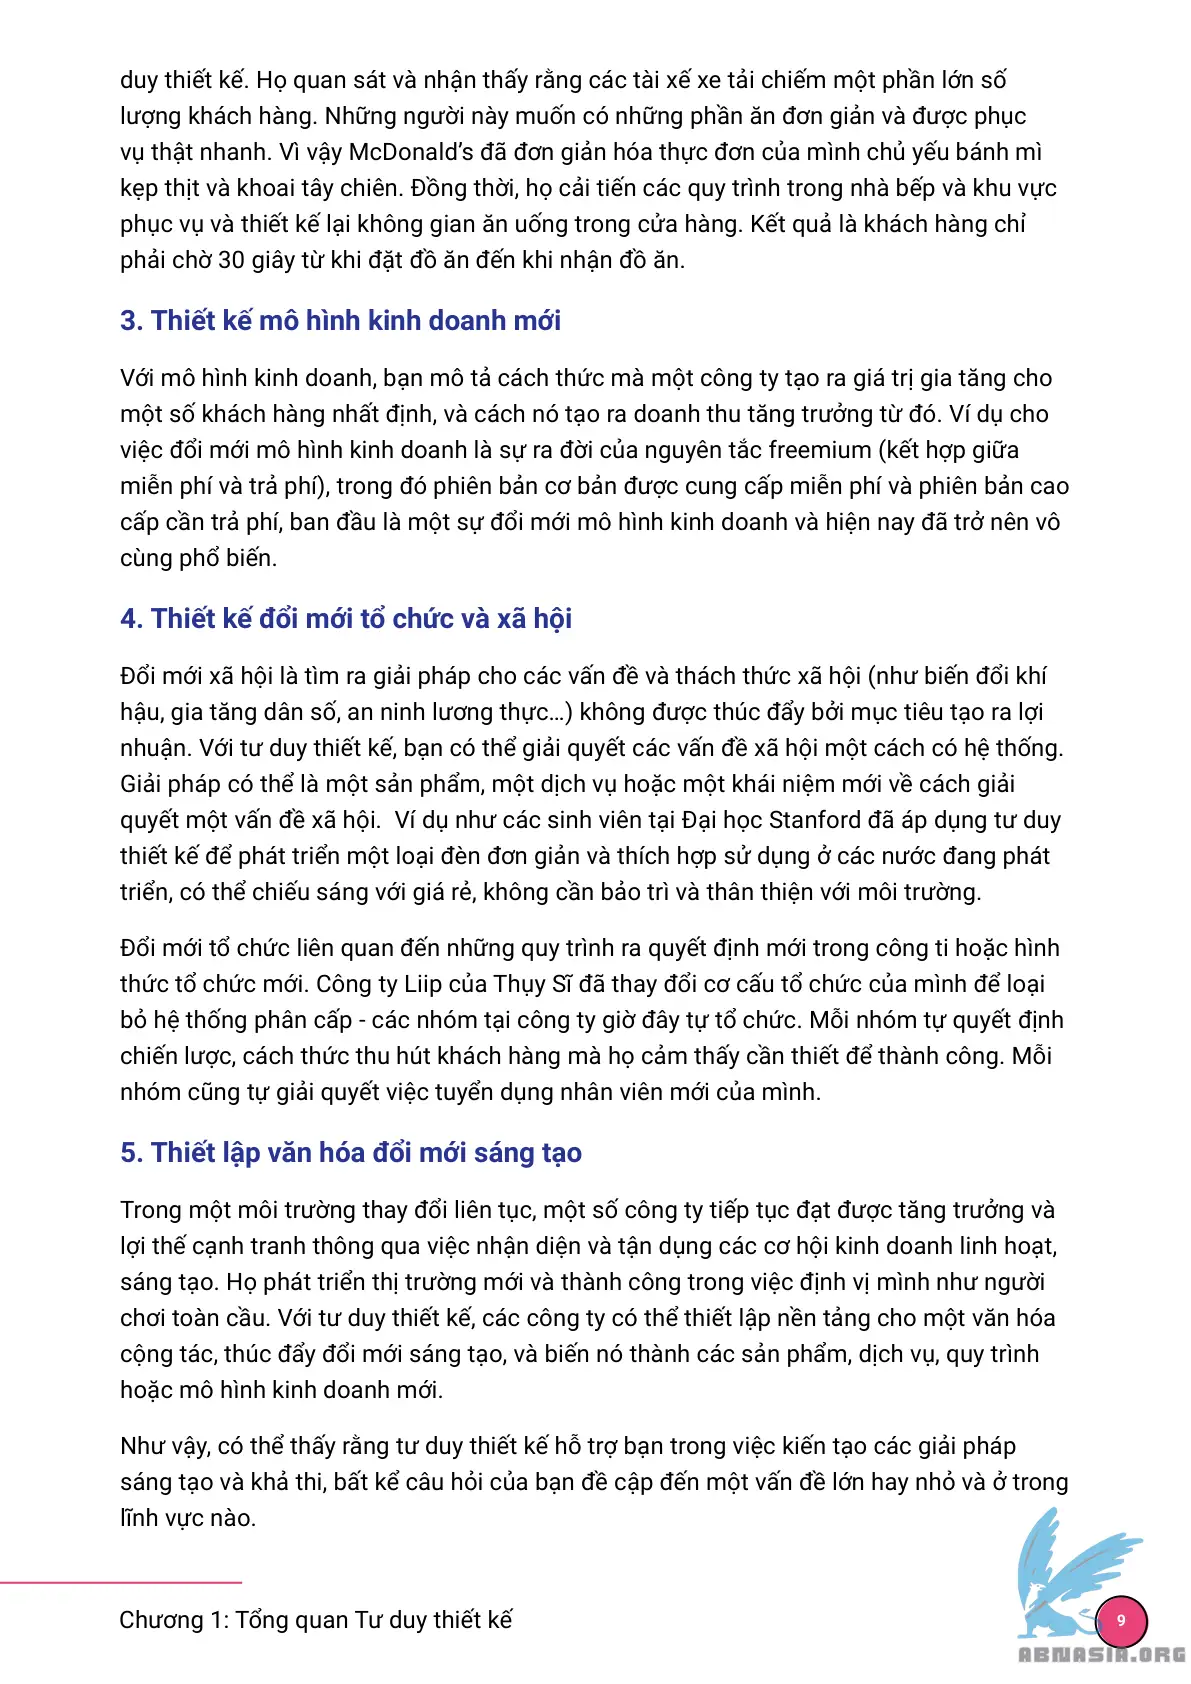 duy thiết kế. Họ quan sát và nhận thấy rằng các tài xế xe tải chiếm một phần lớn số
lượng khách hàng. Những người này muốn có những phần ăn đơn giản và được phục
vụ thật nhanh. Vì vậy McDonald’s đã đơn giản hóa thực đơn của mình chủ yếu bánh mì
kẹp thịt và khoai tây chiên. Đồng thời, họ cải tiến các quy trình trong nhà bếp và khu vực
phục vụ và thiết kế lại không gian ăn uống trong cửa hàng. Kết quả là khách hàng chỉ
phải chờ 30 giây từ khi đặt đồ ăn đến khi nhận đồ ăn.
3. Thiết kế mô hình kinh doanh mới
Với mô hình kinh doanh, bạn mô tả cách thức mà một công ty tạo ra giá trị gia tăng cho
một số khách hàng nhất định, và cách nó tạo ra doanh thu tăng trưởng từ đó. Ví dụ cho
việc đổi mới mô hình kinh doanh là sự ra đời của nguyên tắc freemium (kết hợp giữa
miễn phí và trả phí), trong đó phiên bản cơ bản được cung cấp miễn phí và phiên bản cao
cấp cần trả phí, ban đầu là một sự đổi mới mô hình kinh doanh và hiện nay đã trở nên vô
cùng phổ biến.
4. Thiết kế đổi mới tổ chức và xã hội
Đổi mới xã hội là tìm ra giải pháp cho các vấn đề và thách thức xã hội (như biến đổi khí
hậu, gia tăng dân số, an ninh lương thực…) không được thúc đẩy bởi mục tiêu tạo ra lợi
nhuận. Với tư duy thiết kế, bạn có thể giải quyết các vấn đề xã hội một cách có hệ thống.
Giải pháp có thể là một sản phẩm, một dịch vụ hoặc một khái niệm mới về cách giải
quyết một vấn đề xã hội.  Ví dụ như các sinh viên tại Đại học Stanford đã áp dụng tư duy
thiết kế để phát triển một loại đèn đơn giản và thích hợp sử dụng ở các nước đang phát
triển, có thể chiếu sáng với giá rẻ, không cần bảo trì và thân thiện với môi trường.
Đổi mới tổ chức liên quan đến những quy trình ra quyết định mới trong công ti hoặc hình
thức tổ chức mới. Công ty Liip của Thụy Sĩ đã thay đổi cơ cấu tổ chức của mình để loại
bỏ hệ thống phân cấp - các nhóm tại công ty giờ đây tự tổ chức. Mỗi nhóm tự quyết định
chiến lược, cách thức thu hút khách hàng mà họ cảm thấy cần thiết để thành công. Mỗi
nhóm cũng tự giải quyết việc tuyển dụng nhân viên mới của mình.
5. Thiết lập văn hóa đổi mới sáng tạo
Trong một môi trường thay đổi liên tục, một số công ty tiếp tục đạt được tăng trưởng và
lợi thế cạnh tranh thông qua việc nhận diện và tận dụng các cơ hội kinh doanh linh hoạt,
sáng tạo. Họ phát triển thị trường mới và thành công trong việc định vị mình như người
chơi toàn cầu. Với tư duy thiết kế, các công ty có thể thiết lập nền tảng cho một văn hóa
cộng tác, thúc đẩy đổi mới sáng tạo, và biến nó thành các sản phẩm, dịch vụ, quy trình
hoặc mô hình kinh doanh mới.
Như vậy, có thể thấy rằng tư duy thiết kế hỗ trợ bạn trong việc kiến tạo các giải pháp
sáng tạo và khả thi, bất kể câu hỏi của bạn đề cập đến một vấn đề lớn hay nhỏ và ở trong
lĩnh vực nào.
Chương 1: Tổng quan Tư duy thiết kế
9
ABNASIA.ORG